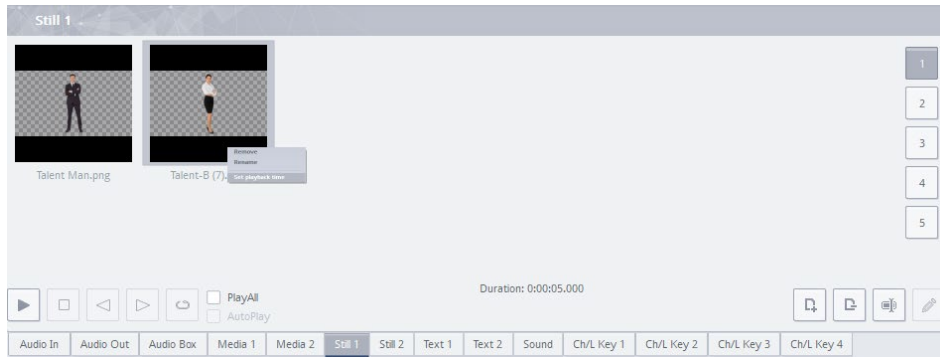 Still 1
1
2
3
4
5
Talent Man.png
Talent-B (7).
Remove
Rename
Set playback time
Duration: 0:00:05.000
PlayAll
AutoPlay
Audio In
Audio Out
Audio Box
Media 1
Media 2
Still 1
Still 2
Text 1
Text 2
Sound
Ch/L Key 1
Ch/L Key 2
Ch/L Key 3
Ch/L Key 4